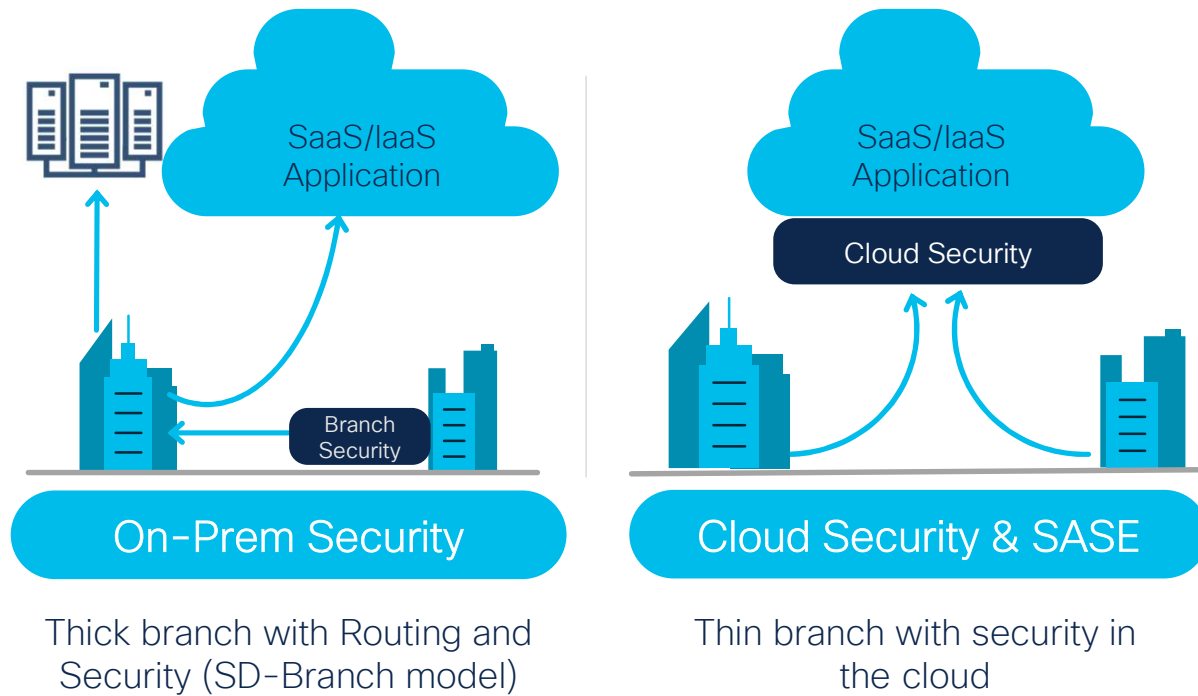 SaaS/IaaS
Application
Branch
Security
On-Prem Security
Thick branch with Routing and
Security (SD-Branch model)
SaaS/IaaS
Application
Cloud Security
Cloud Security & SASE
Thin branch with security in
the cloud